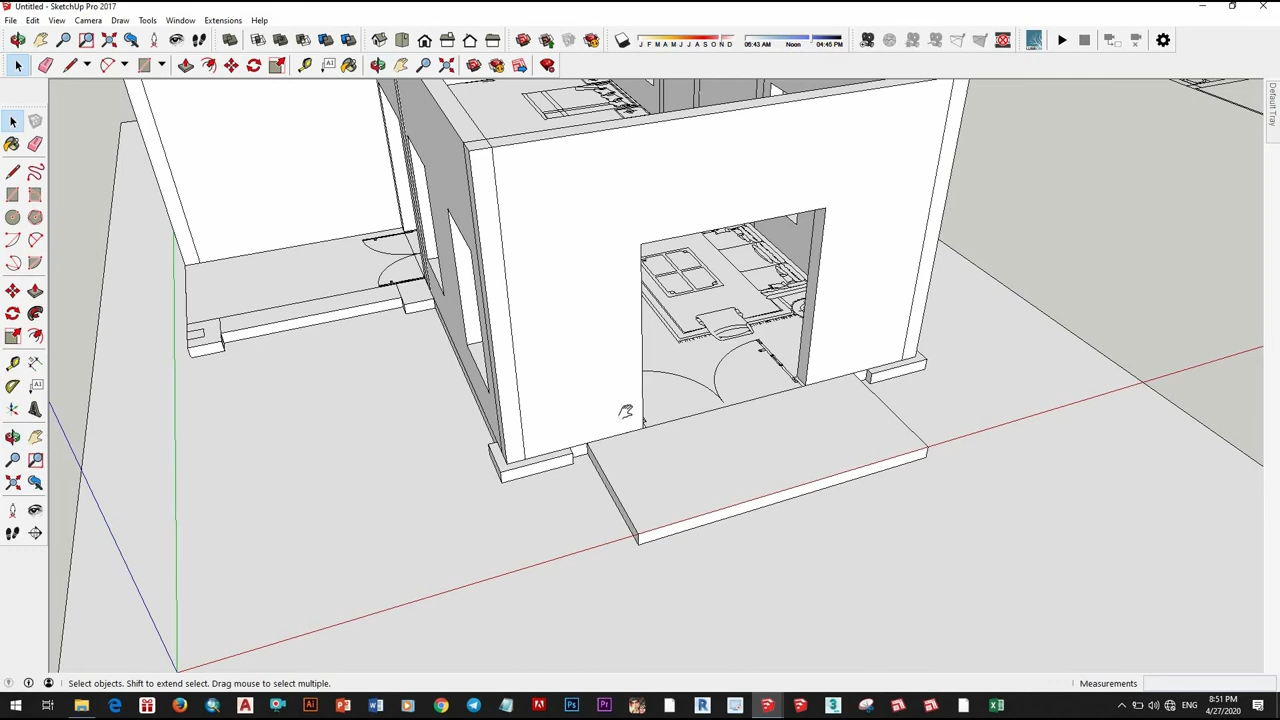 Untitled - SketchUp Pro 2017
File Edit View Camera Draw Tools Window Extensions Help
J F M A M J J A S O N D 06:43 AM Noon 04:45 PM
Default Tray
Select objects. Shift to extend select. Drag mouse to select multiple.
Measurements
ENG 8:51 PM
4/27/2020